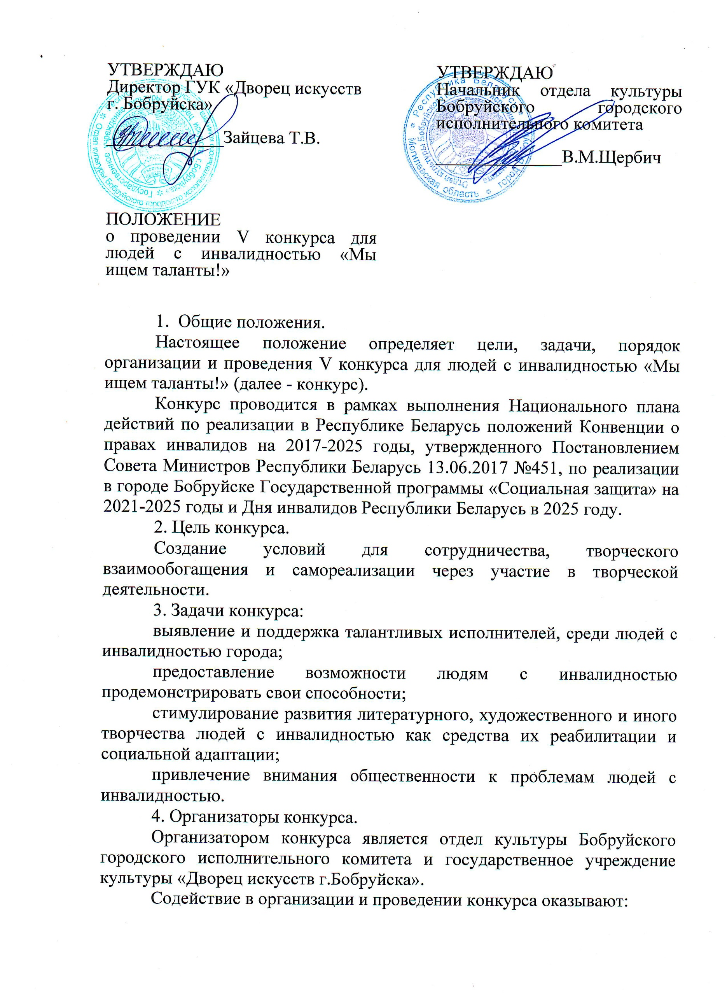 УТВЕРЖДАЮ
Директор ГУК «Дворец искусств
г. Бобруйска»
Зайцева Т.В.
УТВЕРЖДАЮ
Начальник отдела культуры
Бобруйского городского
исполнительного комитета
В.М.Щербич
ПОЛОЖЕНИЕ
о проведении V конкурса для
людей с инвалидностью «Мы
ищем таланты!»
1. Общие положения.
Настоящее положение определяет цели, задачи, порядок
организации и проведения V конкурса для людей с инвалидностью «Мы
ищем таланты!» (далее - конкурс).
Конкурс проводится в рамках выполнения Национального плана
действий по реализации в Республике Беларусь положений Конвенции о
правах инвалидов на 2017-2025 годы, утвержденного Постановлением
Совета Министров Республики Беларусь 13.06.2017 №451, по реализации
в городе Бобруйске Государственной программы «Социальная защита» на
2021-2025 годы и Дня инвалидов Республики Беларусь в 2025 году.
2. Цель конкурса.
Создание условий для сотрудничества, творческого
взаимообогащения и самореализации через участие в творческой
деятельности.
3. Задачи конкурса:
выявление и поддержка талантливых исполнителей, среди людей с
инвалидностью города;
предоставление возможности людям с инвалидностью
продемонстрировать свои способности;
стимулирование развития литературного, художественного и иного
творчества людей с инвалидностью как средства их реабилитации и
социальной адаптации;
привлечение внимания общественности к проблемам людей с
инвалидностью.
4. Организаторы конкурса.
Организатором конкурса является отдел культуры Бобруйского
городского исполнительного комитета и государственное учреждение
культуры «Дворец искусств г.Бобруйска».
Содействие в организации и проведении конкурса оказывают: